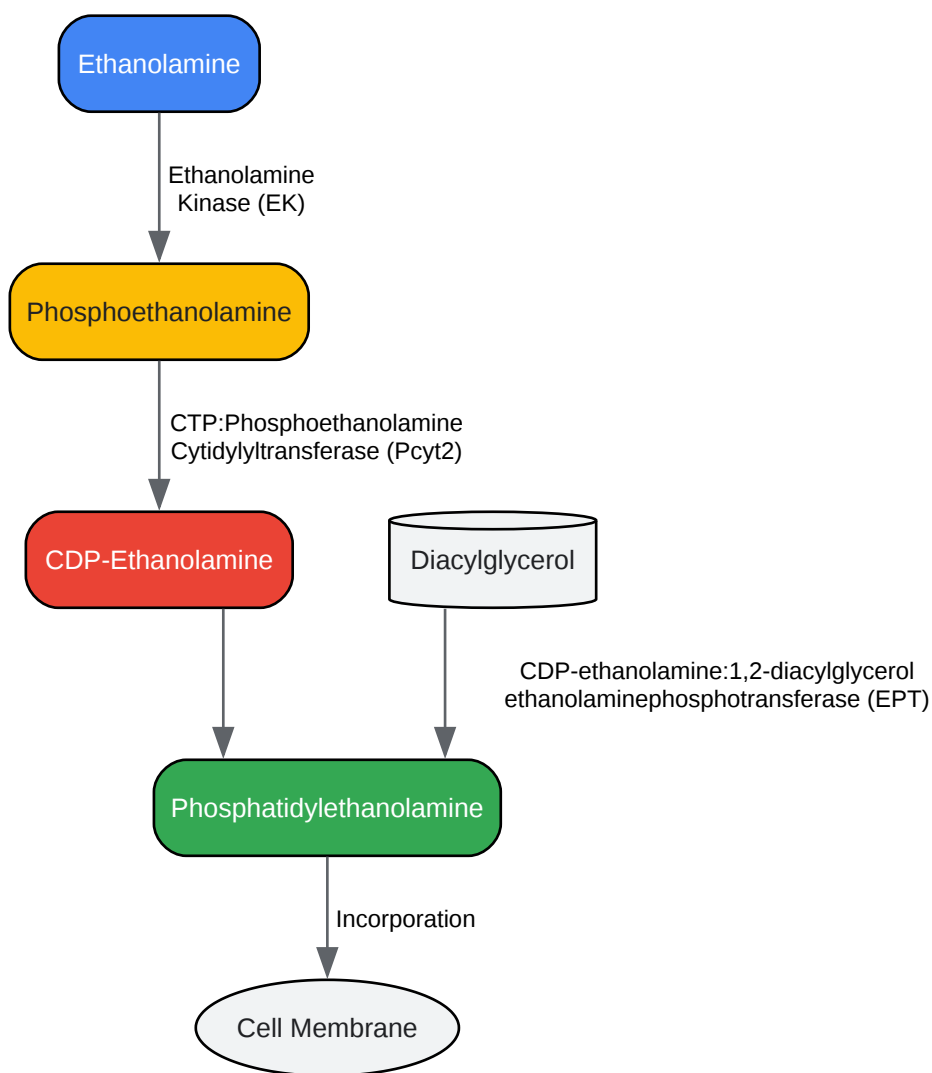 Ethanolamine
Ethanolamine
Kinase (EK)
Phosphoethanolamine
CTP:Phosphoethanolamine
Cytidylyltransferase (Pcyt2)
CDP-Ethanolamine
Diacylglycerol
CDP-ethanolamine:1,2-diacylglycerol
ethanolaminephosphotransferase (EPT)
Phosphatidylethanolamine
Incorporation
Cell Membrane